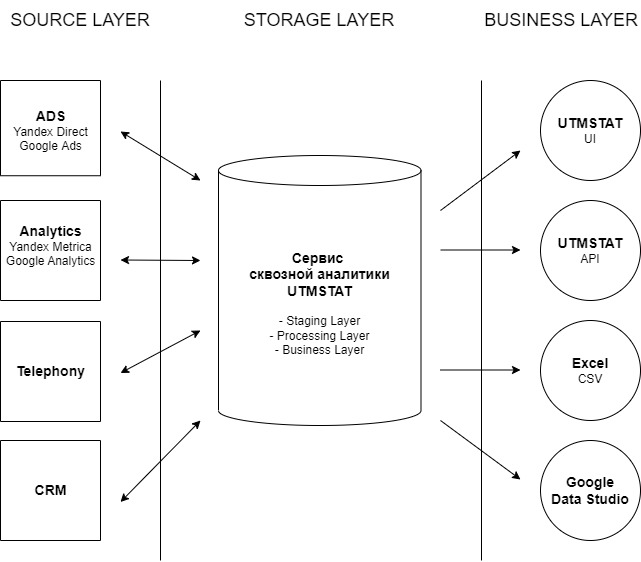 SOURCE LAYER
STORAGE LAYER
BUSINESS LAYER
ADS
Yandex Direct
Google Ads
Analytics
Yandex Metrica
Google Analytics
Telephony
CRM
Сервис
сквозной аналитики
UTMSTAT
- Staging Layer
- Processing Layer
- Business Layer
UTMSTAT
UI
UTMSTAT
API
Excel
CSV
Google
Data Studio